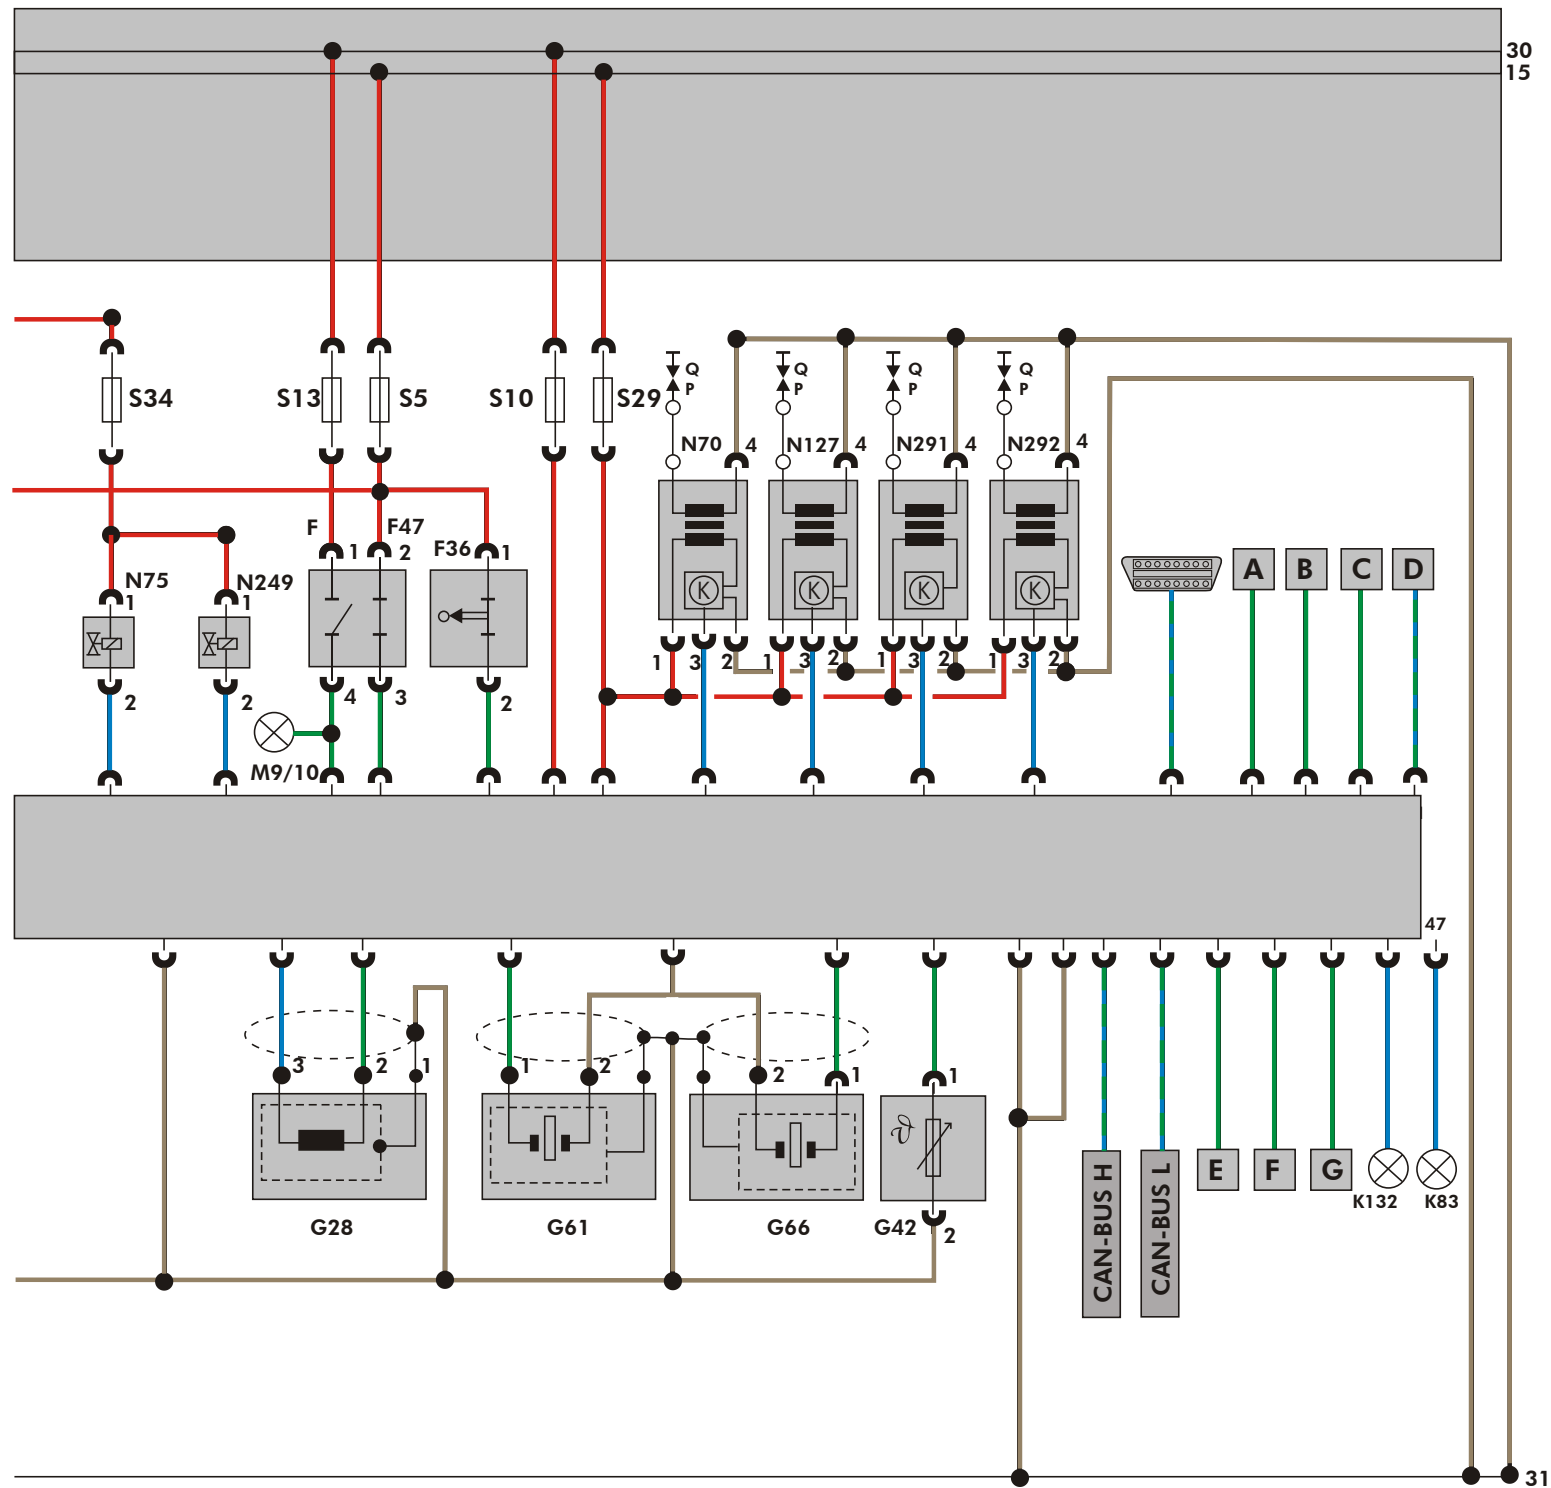 30
15
S34
S13
S5
S10
S29
Q
P
Q
P
Q
P
Q
P
N70
4
N127
4
N291
4
N292
4
F
1
F47
2
F36
1
N75
1
N249
1
K
K
K
K
A
B
C
D
1
3
2
1
3
2
1
3
2
1
3
2
2
2
4
3
2
M9/10
47
3
2
1
1
2
2
1
1
ϑ
G28
G61
G66
G42
2
CAN-BUS H
CAN-BUS L
E
F
G
K132
K83
31